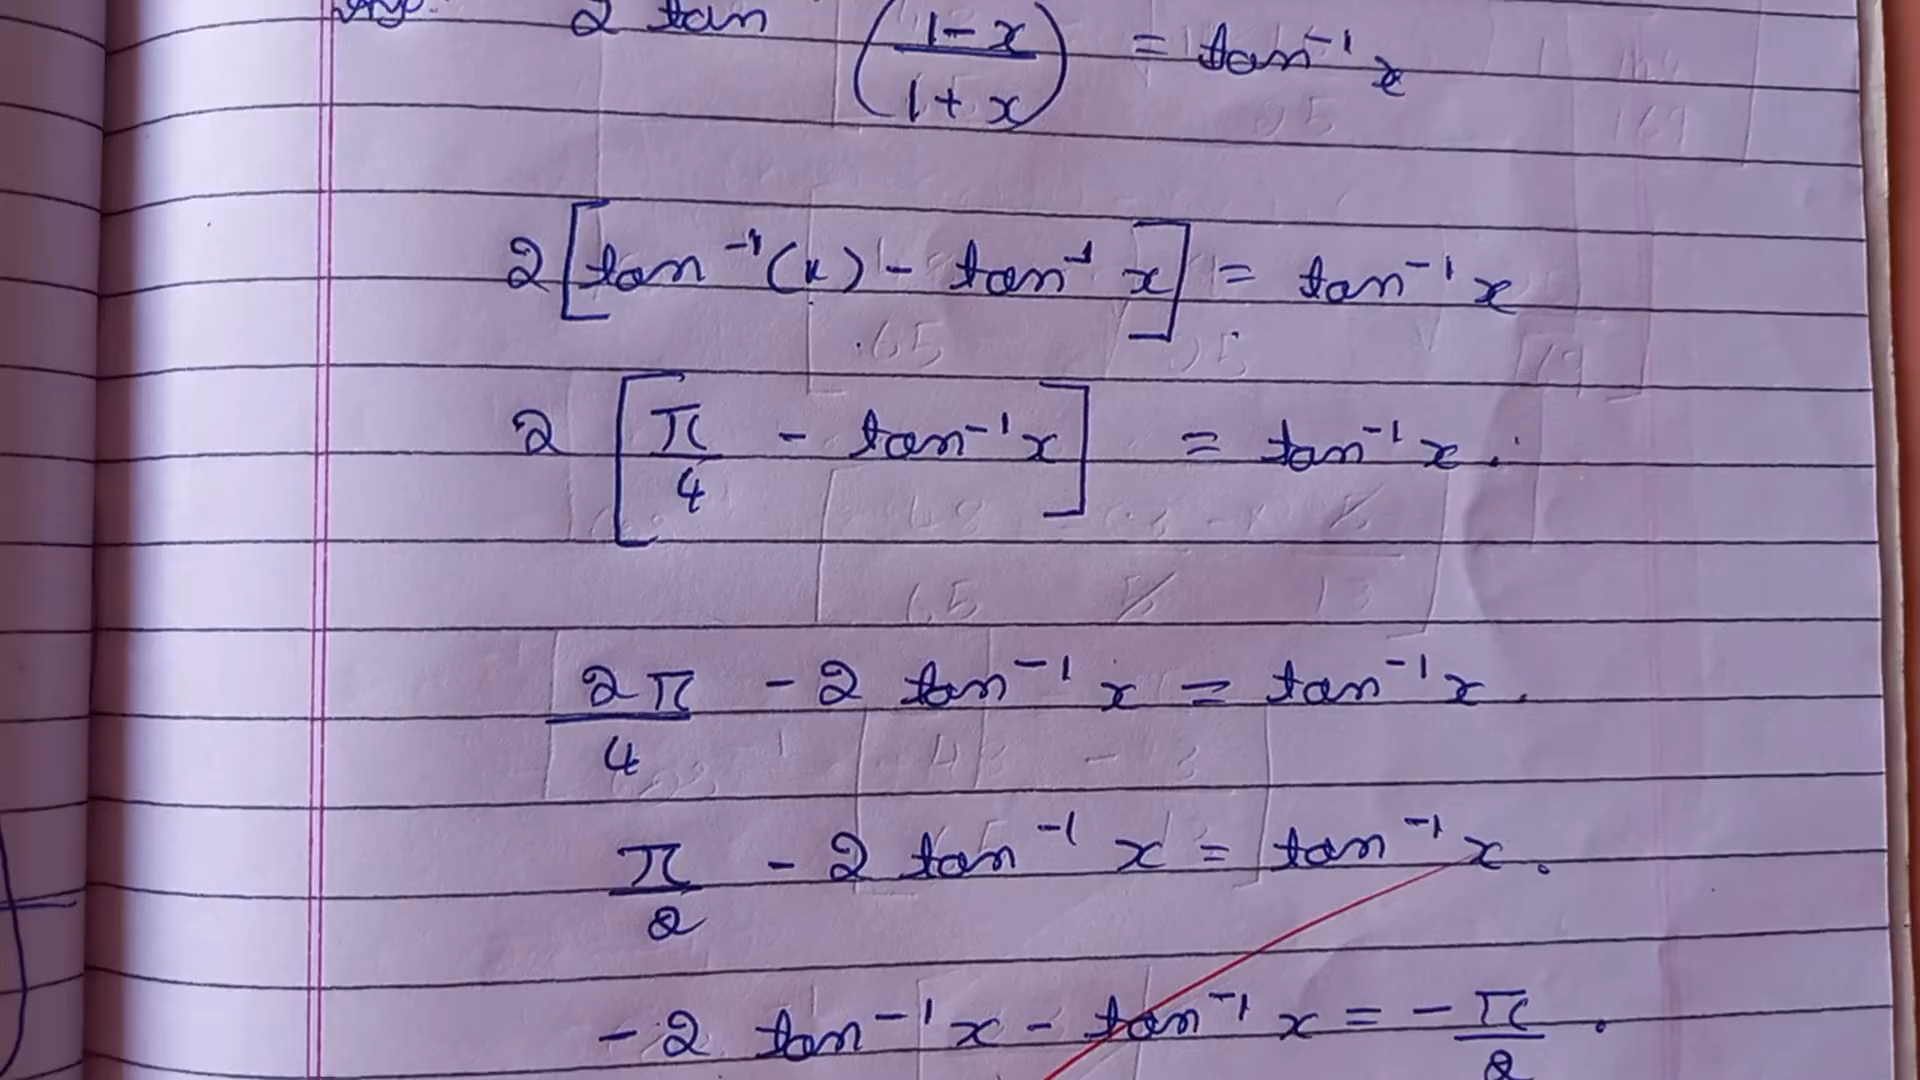 2 tan (1-x / 1+x) = tan⁻¹ x
2 [tan⁻¹(x) - tan⁻¹ x] = tan⁻¹ x
2 [π/4 - tan⁻¹ x] = tan⁻¹ x .
2π/4 - 2 tan⁻¹ x = tan⁻¹ x .
π/2 - 2 tan⁻¹ x = tan⁻¹ x .
-2 tan⁻¹ x - tan⁻¹ x = -π/2 .